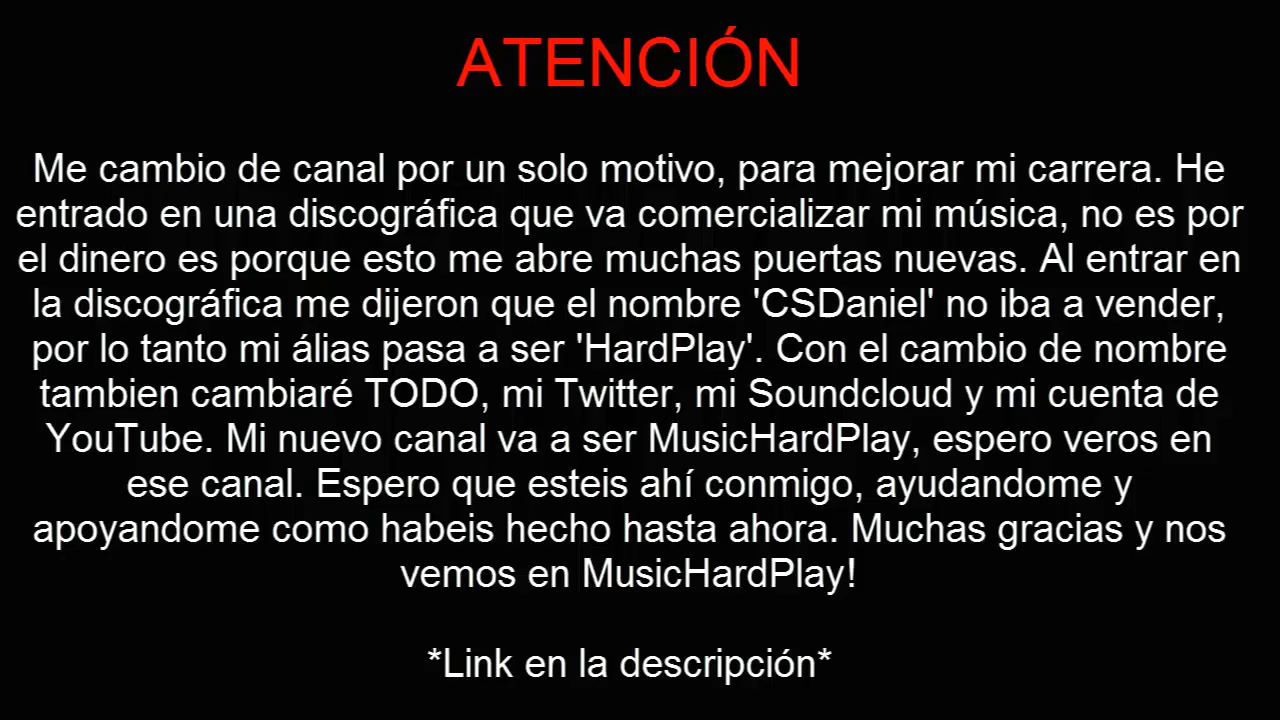 ATENCIÓN
Me cambio de canal por un solo motivo, para mejorar mi carrera. He
entrado en una discográfica que va comercializar mi música, no es por
el dinero es porque esto me abre muchas puertas nuevas. Al entrar en
la discográfica me dijeron que el nombre 'CSDaniel' no iba a vender,
por lo tanto mi álias pasa a ser 'HardPlay'. Con el cambio de nombre
tambien cambiaré TODO, mi Twitter, mi Soundcloud y mi cuenta de
YouTube. Mi nuevo canal va a ser MusicHardPlay, espero veros en
ese canal. Espero que esteis ahí conmigo, ayudandome y
apoyandome como habeis hecho hasta ahora. Muchas gracias y nos
vemos en MusicHardPlay!
*Link en la descripción*